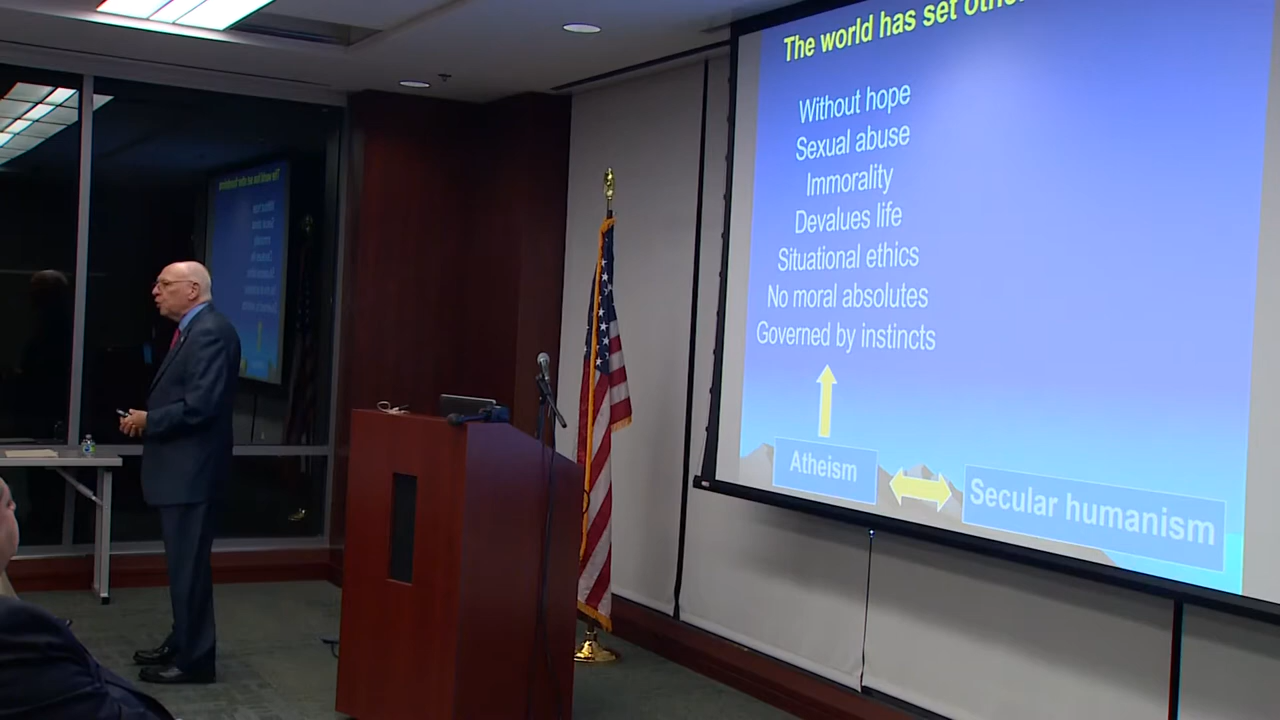 The world has set
Without hope
Sexual abuse
Immorality
Devalues life
Situational ethics
No moral absolutes
Governed by instincts
Atheism
Secular humanism